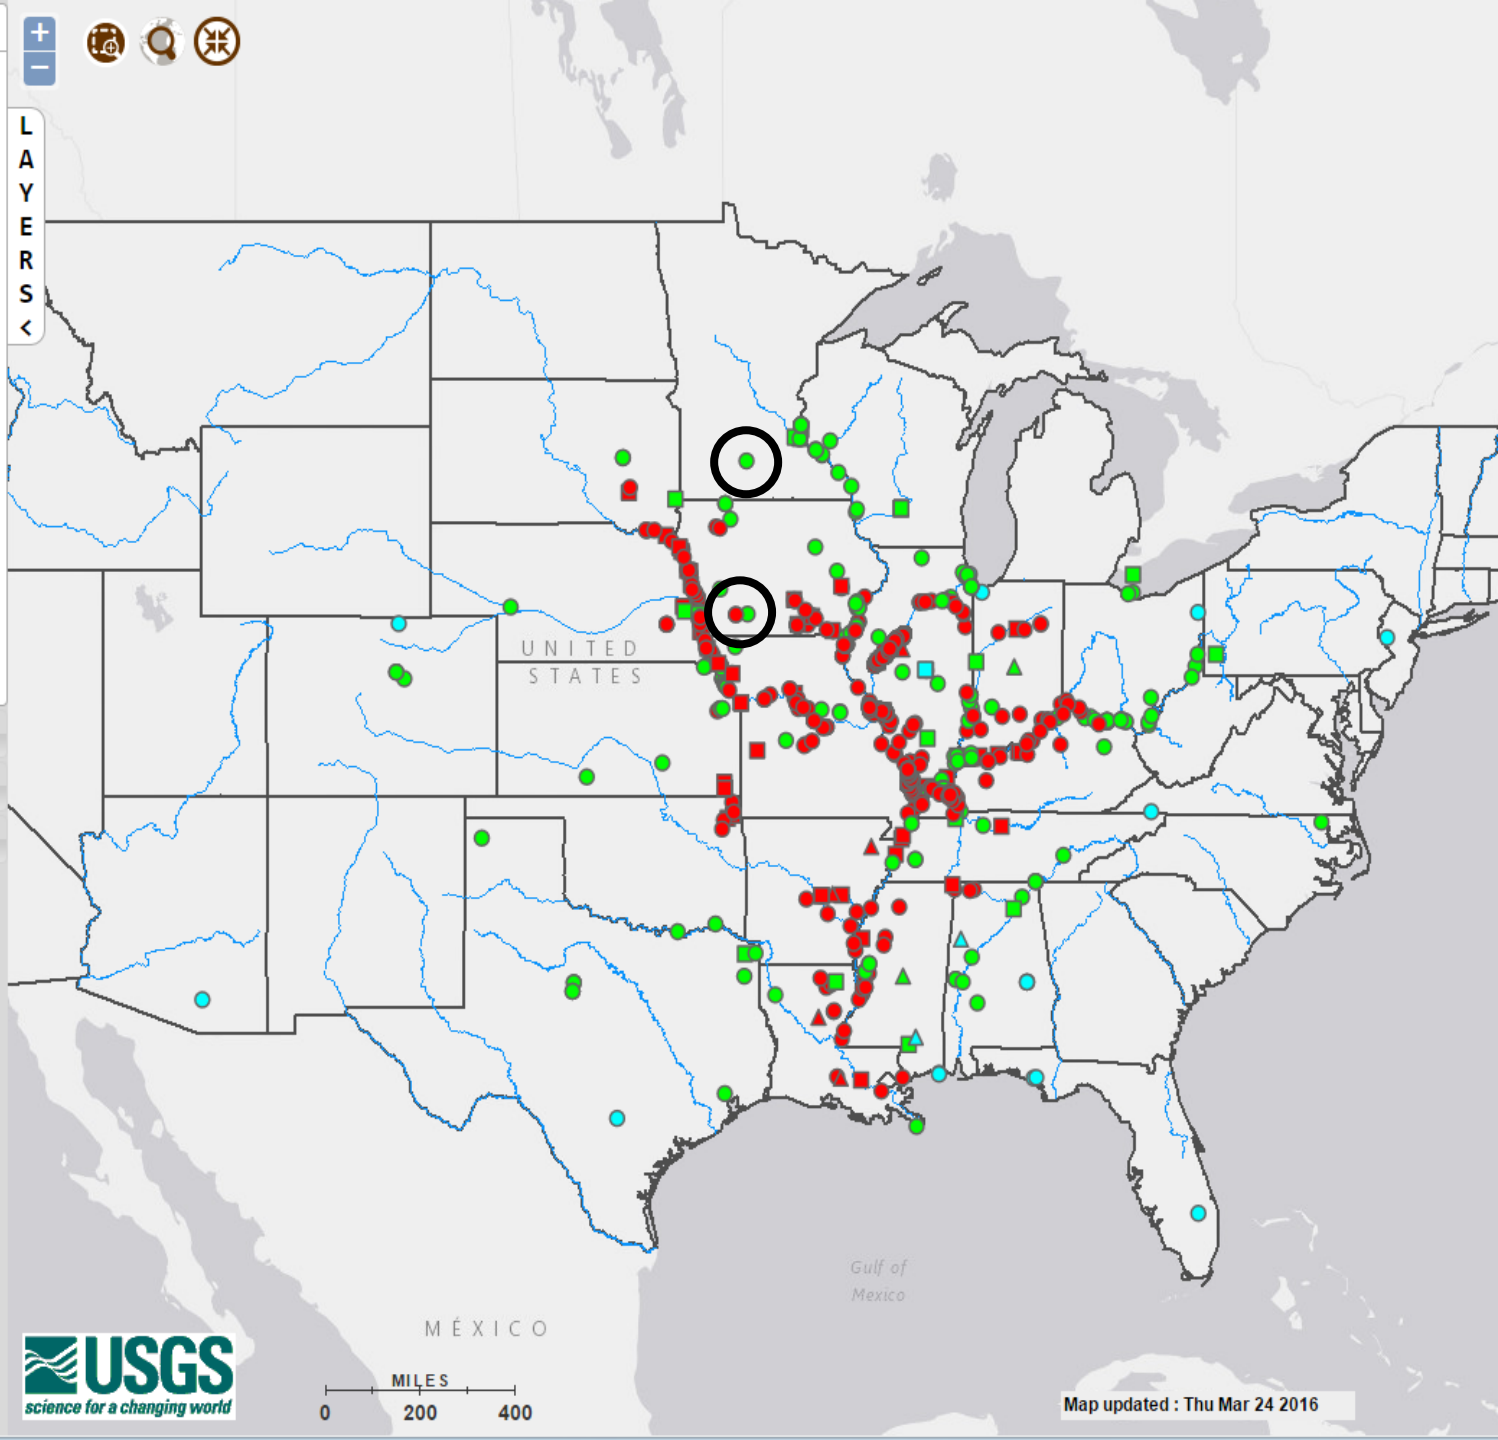 +
−
L
A
Y
E
R
S
<
UNITED
STATES
Gulf of
Mexico
MÉXICO
USGS
science for a changing world
MILES
0 200 400
Map updated : Thu Mar 24 2016